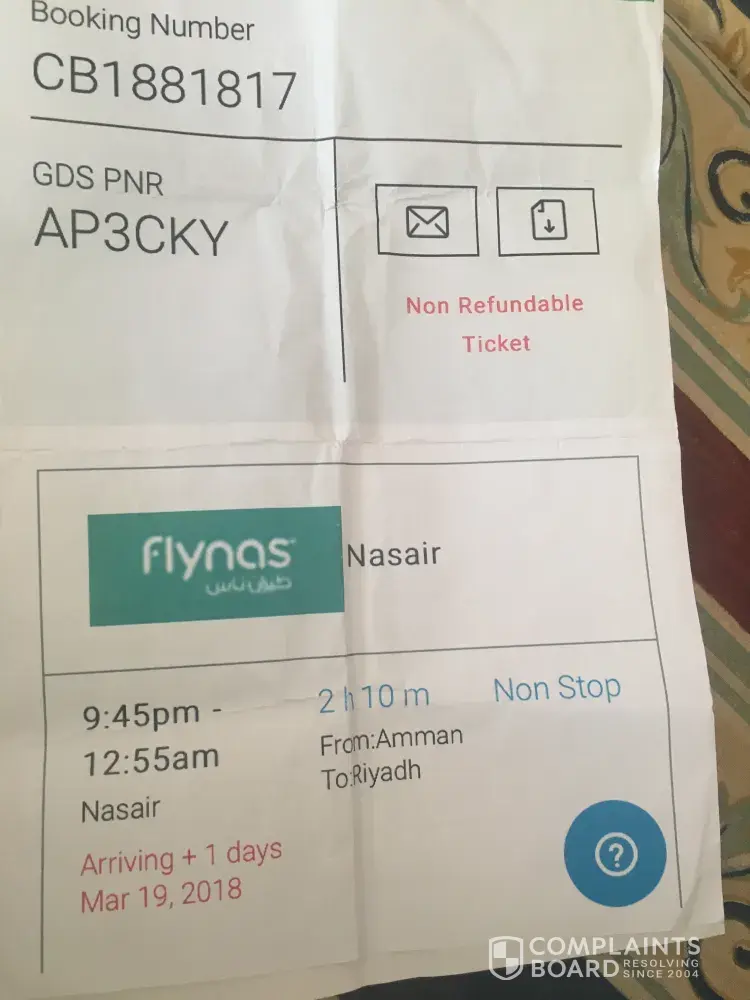 Booking Number
CB1881817
GDS PNR
AP3CKY
Non Refundable
Ticket
flynas
طيران ناس
Nasair
9:45pm -
12:55am
Nasair
Arriving + 1 days
Mar 19, 2018
2 h 10 m
From:Amman
To:Riyadh
Non Stop
?
COMPLAINTS
BOARD RESOLVING
SINCE 2004